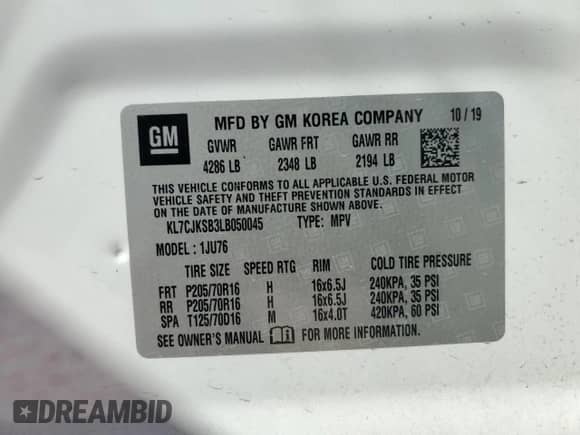 GM
MFD BY GM KOREA COMPANY 10/19
GVWR GAWR FRT GAWR RR
4286 LB 2348 LB 2194 LB
THIS VEHICLE CONFORMS TO ALL APPLICABLE U.S. FEDERAL MOTOR
VEHICLE SAFETY AND THEFT PREVENTION STANDARDS IN EFFECT
ON THE DATE OF MANUFACTURE SHOWN ABOVE.
KL7CJKSB3LB050045 TYPE: MPV
MODEL: 1JU76
TIRE SIZE SPEED RTG RIM COLD TIRE PRESSURE
FRT P205/70R16 H 16x6.5J 240KPA, 35 PSI
RR P205/70R16 H 16x6.5J 240KPA, 35 PSI
SPA T125/70D16 M 16x4.0T 420KPA, 60 PSI
SEE OWNER'S MANUAL FOR MORE INFORMATION.
DREAMBID